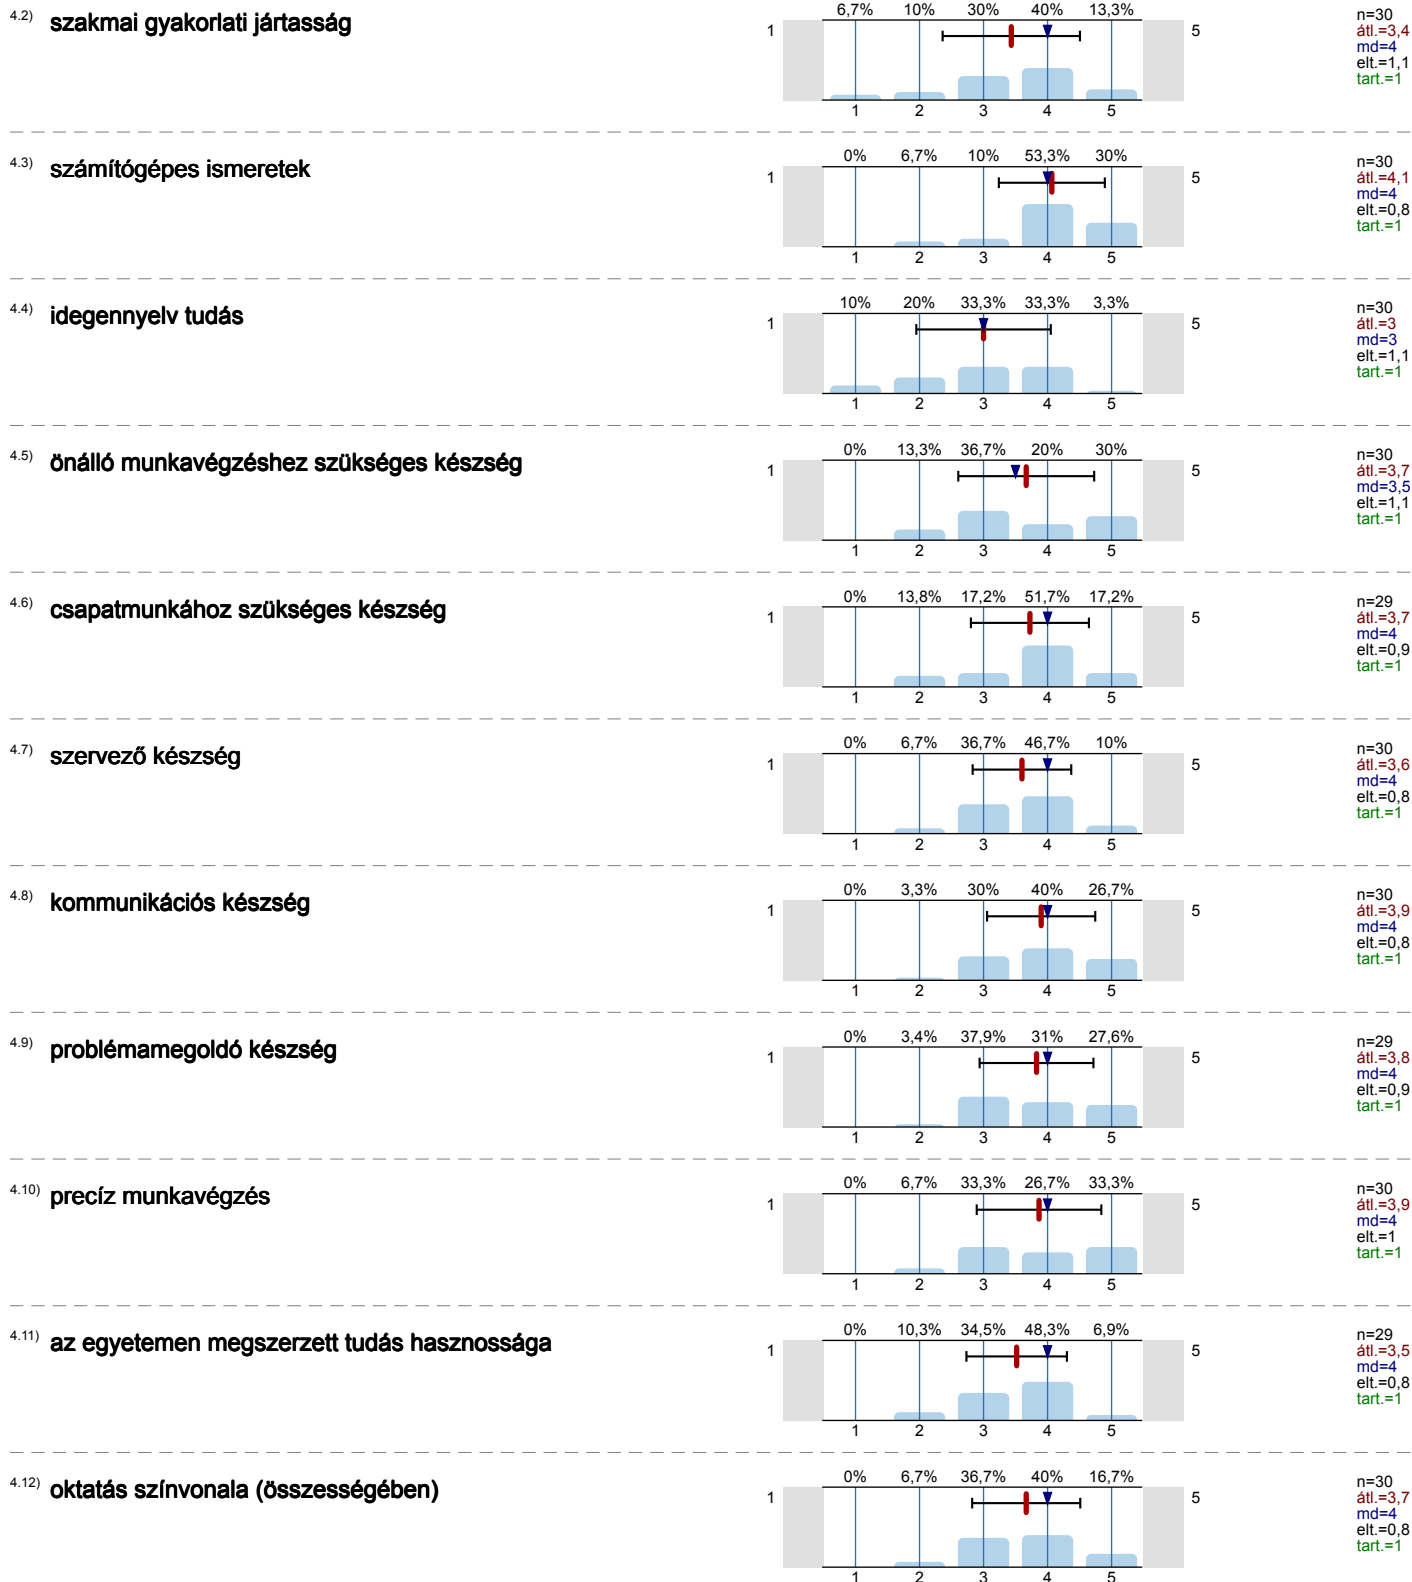 4.2) szakmai gyakorlati jártasság
6,7% 10% 30% 40% 13,3%
1 5
1 2 3 4 5
n=30
átl.=3,4
md=4
elt.=1,1
tart.=1
4.3) számítógépes ismeretek
0% 6,7% 10% 53,3% 30%
1 5
1 2 3 4 5
n=30
átl.=4,1
md=4
elt.=0,8
tart.=1
4.4) idegennyelv tudás
10% 20% 33,3% 33,3% 3,3%
1 5
1 2 3 4 5
n=30
átl.=3
md=3
elt.=1,1
tart.=1
4.5) önálló munkavégzéshez szükséges készség
0% 13,3% 36,7% 20% 30%
1 5
1 2 3 4 5
n=30
átl.=3,7
md=3,5
elt.=1,1
tart.=1
4.6) csapatmunkához szükséges készség
0% 13,8% 17,2% 51,7% 17,2%
1 5
1 2 3 4 5
n=29
átl.=3,7
md=4
elt.=0,9
tart.=1
4.7) szervező készség
0% 6,7% 36,7% 46,7% 10%
1 5
1 2 3 4 5
n=30
átl.=3,6
md=4
elt.=0,8
tart.=1
4.8) kommunikációs készség
0% 3,3% 30% 40% 26,7%
1 5
1 2 3 4 5
n=30
átl.=3,9
md=4
elt.=0,8
tart.=1
4.9) problémamegoldó készség
0% 3,4% 37,9% 31% 27,6%
1 5
1 2 3 4 5
n=29
átl.=3,8
md=4
elt.=0,9
tart.=1
4.10) precíz munkavégzés
0% 6,7% 33,3% 26,7% 33,3%
1 5
1 2 3 4 5
n=30
átl.=3,9
md=4
elt.=1
tart.=1
4.11) az egyetemen megszerzett tudás hasznossága
0% 10,3% 34,5% 48,3% 6,9%
1 5
1 2 3 4 5
n=29
átl.=3,5
md=4
elt.=0,8
tart.=1
4.12) oktatás színvonala (összességében)
0% 6,7% 36,7% 40% 16,7%
1 5
1 2 3 4 5
n=30
átl.=3,7
md=4
elt.=0,8
tart.=1